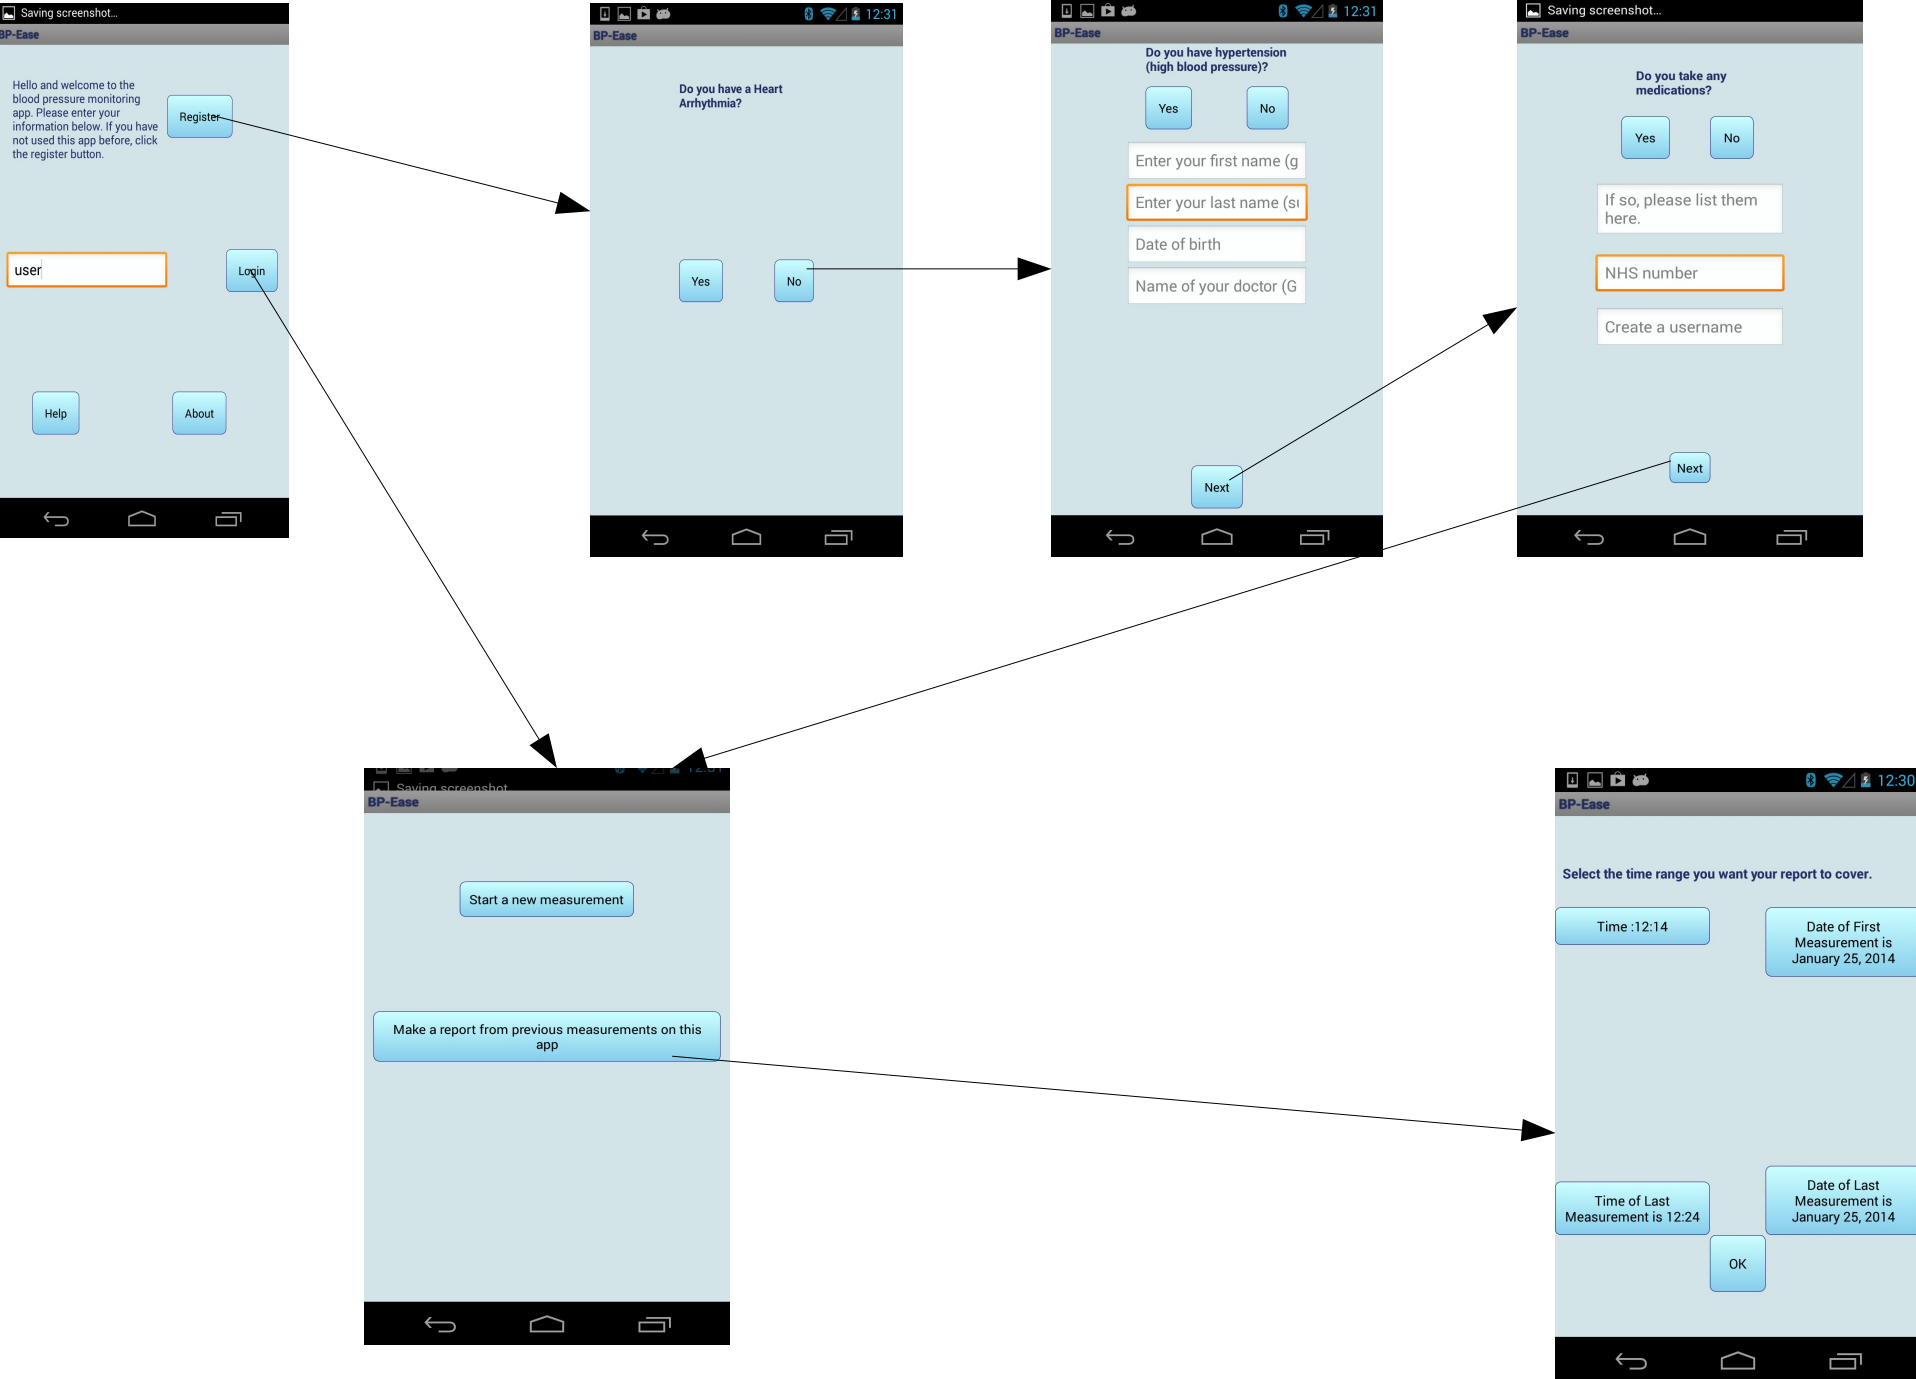 Saving screenshot...
BP-Ease
Hello and welcome to the
blood pressure monitoring
app. Please enter your
information below. If you have
not used this app before, click
the register button.
Register
user
Login
Help
About
12:31
BP-Ease
Do you have a Heart
Arrhythmia?
Yes
No
12:31
BP-Ease
Do you have hypertension
(high blood pressure)?
Yes
No
Enter your first name (g
Enter your last name (su
Date of birth
Name of your doctor (G
Next
Saving screenshot...
BP-Ease
Do you take any
medications?
Yes
No
If so, please list them
here.
NHS number
Create a username
Next
12:31
Saving screenshot
BP-Ease
Start a new measurement
Make a report from previous measurements on this
app
12:30
BP-Ease
Select the time range you want your report to cover.
Time :12:14
Date of First
Measurement is
January 25, 2014
Time of Last
Measurement is 12:24
Date of Last
Measurement is
January 25, 2014
OK